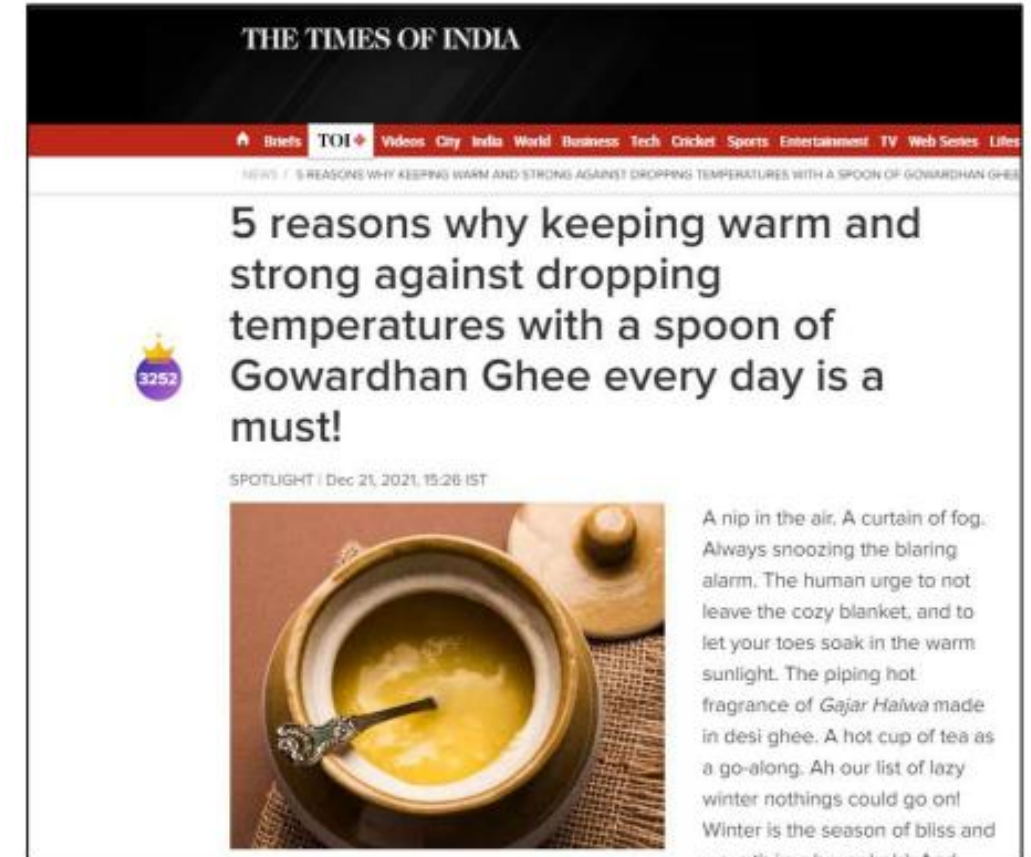 THE TIMES OF INDIA
Briefs TOI+ Videos City India World Business Tech Cricket Sports Entertainment TV Web Series Lifes
NEWS / 5 REASONS WHY KEEPING WARM AND STRONG AGAINST DROPPING TEMPERATURES WITH A SPOON OF GOWARDHAN GHEE
5 reasons why keeping warm and
strong against dropping
temperatures with a spoon of
Gowardhan Ghee every day is a
must!
3252
SPOTLIGHT | Dec 21, 2021, 15:26 IST
A nip in the air. A curtain of fog.
Always snoozing the blaring
alarm. The human urge to not
leave the cozy blanket, and to
let your toes soak in the warm
sunlight. The piping hot
fragrance of Gajar Halwa made
in desi ghee. A hot cup of tea as
a go-along. Ah our list of lazy
winter nothings could go on!
Winter is the season of bliss and